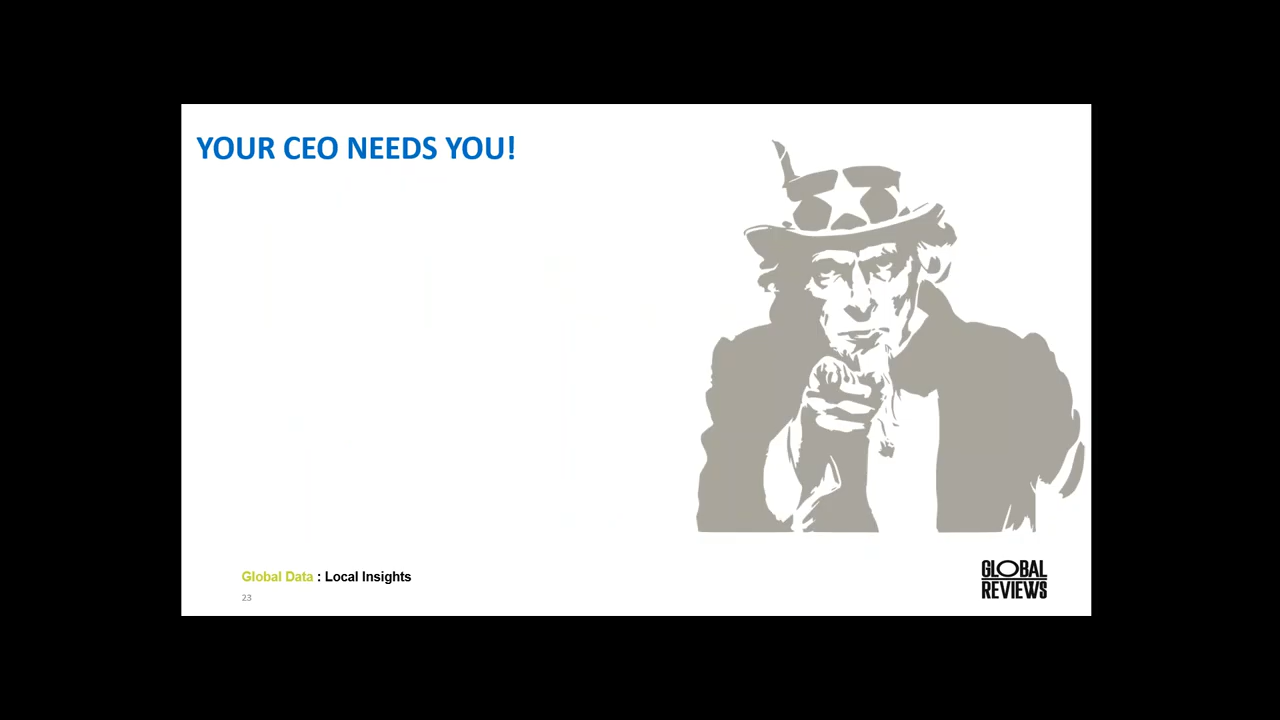 YOUR CEO NEEDS YOU!
Global Data : Local Insights
23
GLOBAL
REVIEWS